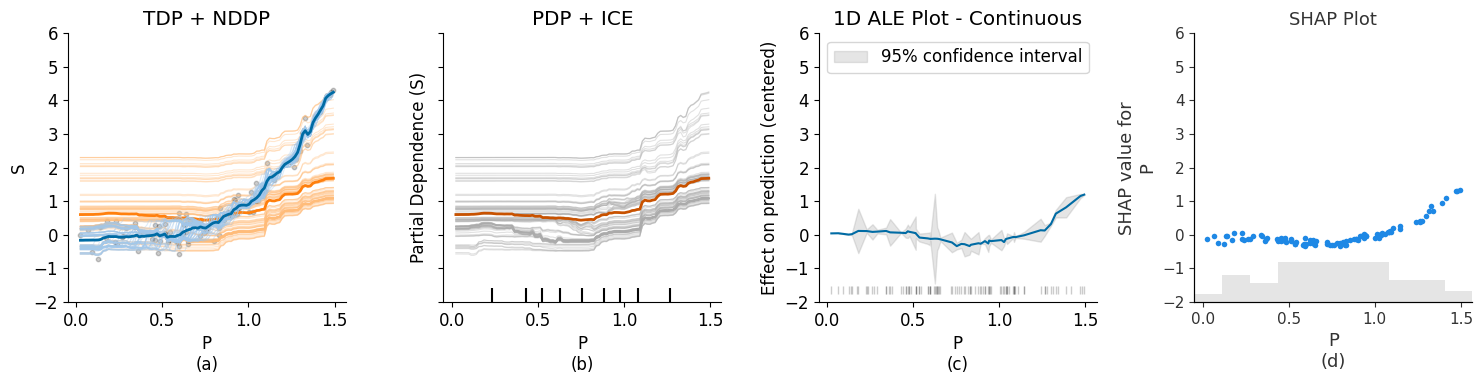 TDP + NDDP
S
6
5
4
3
2
1
0
−1
−2
0.0 0.5 1.0 1.5
P
(a)
PDP + ICE
Partial Dependence (S)
0.0 0.5 1.0 1.5
P
(b)
1D ALE Plot - Continuous
95% confidence interval
Effect on prediction (centered)
6
5
4
3
2
1
0
−1
−2
0.0 0.5 1.0 1.5
P
(c)
SHAP Plot
SHAP value for
P
6
5
4
3
2
1
0
−1
−2
0.0 0.5 1.0 1.5
P
(d)